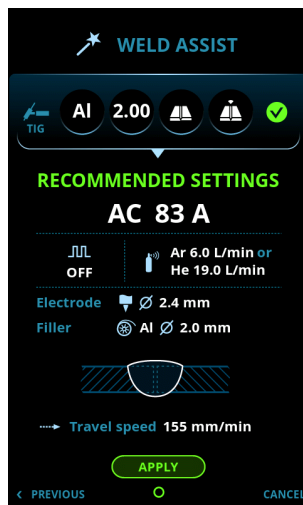 WELD ASSIST
TIG
Al
2.00
RECOMMENDED SETTINGS
AC 83 A
OFF
Ar 6.0 L/min or
He 19.0 L/min
Electrode ∅ 2.4 mm
Filler Al ∅ 2.0 mm
Travel speed 155 mm/min
APPLY
< PREVIOUS
CANCEL